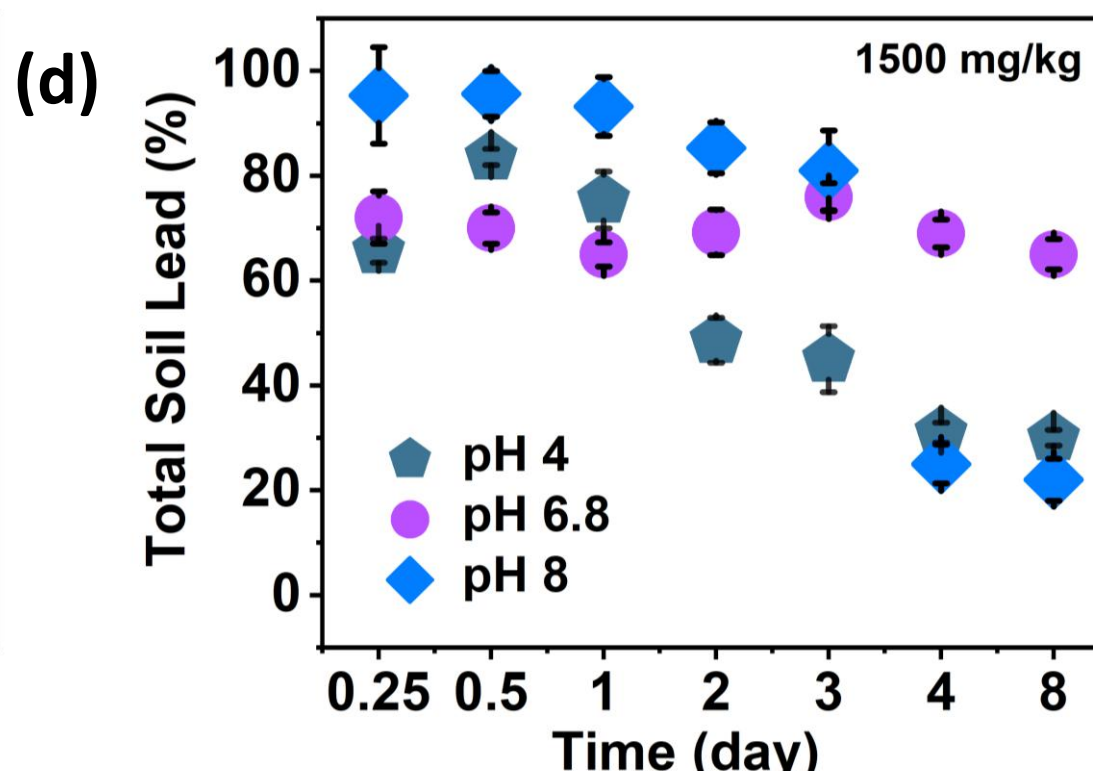 (d)
1500 mg/kg
Total Soil Lead (%)
100
80
60
40
20
0
pH 4
pH 6.8
pH 8
0.25 0.5 1 2 3 4 8
Time (day)